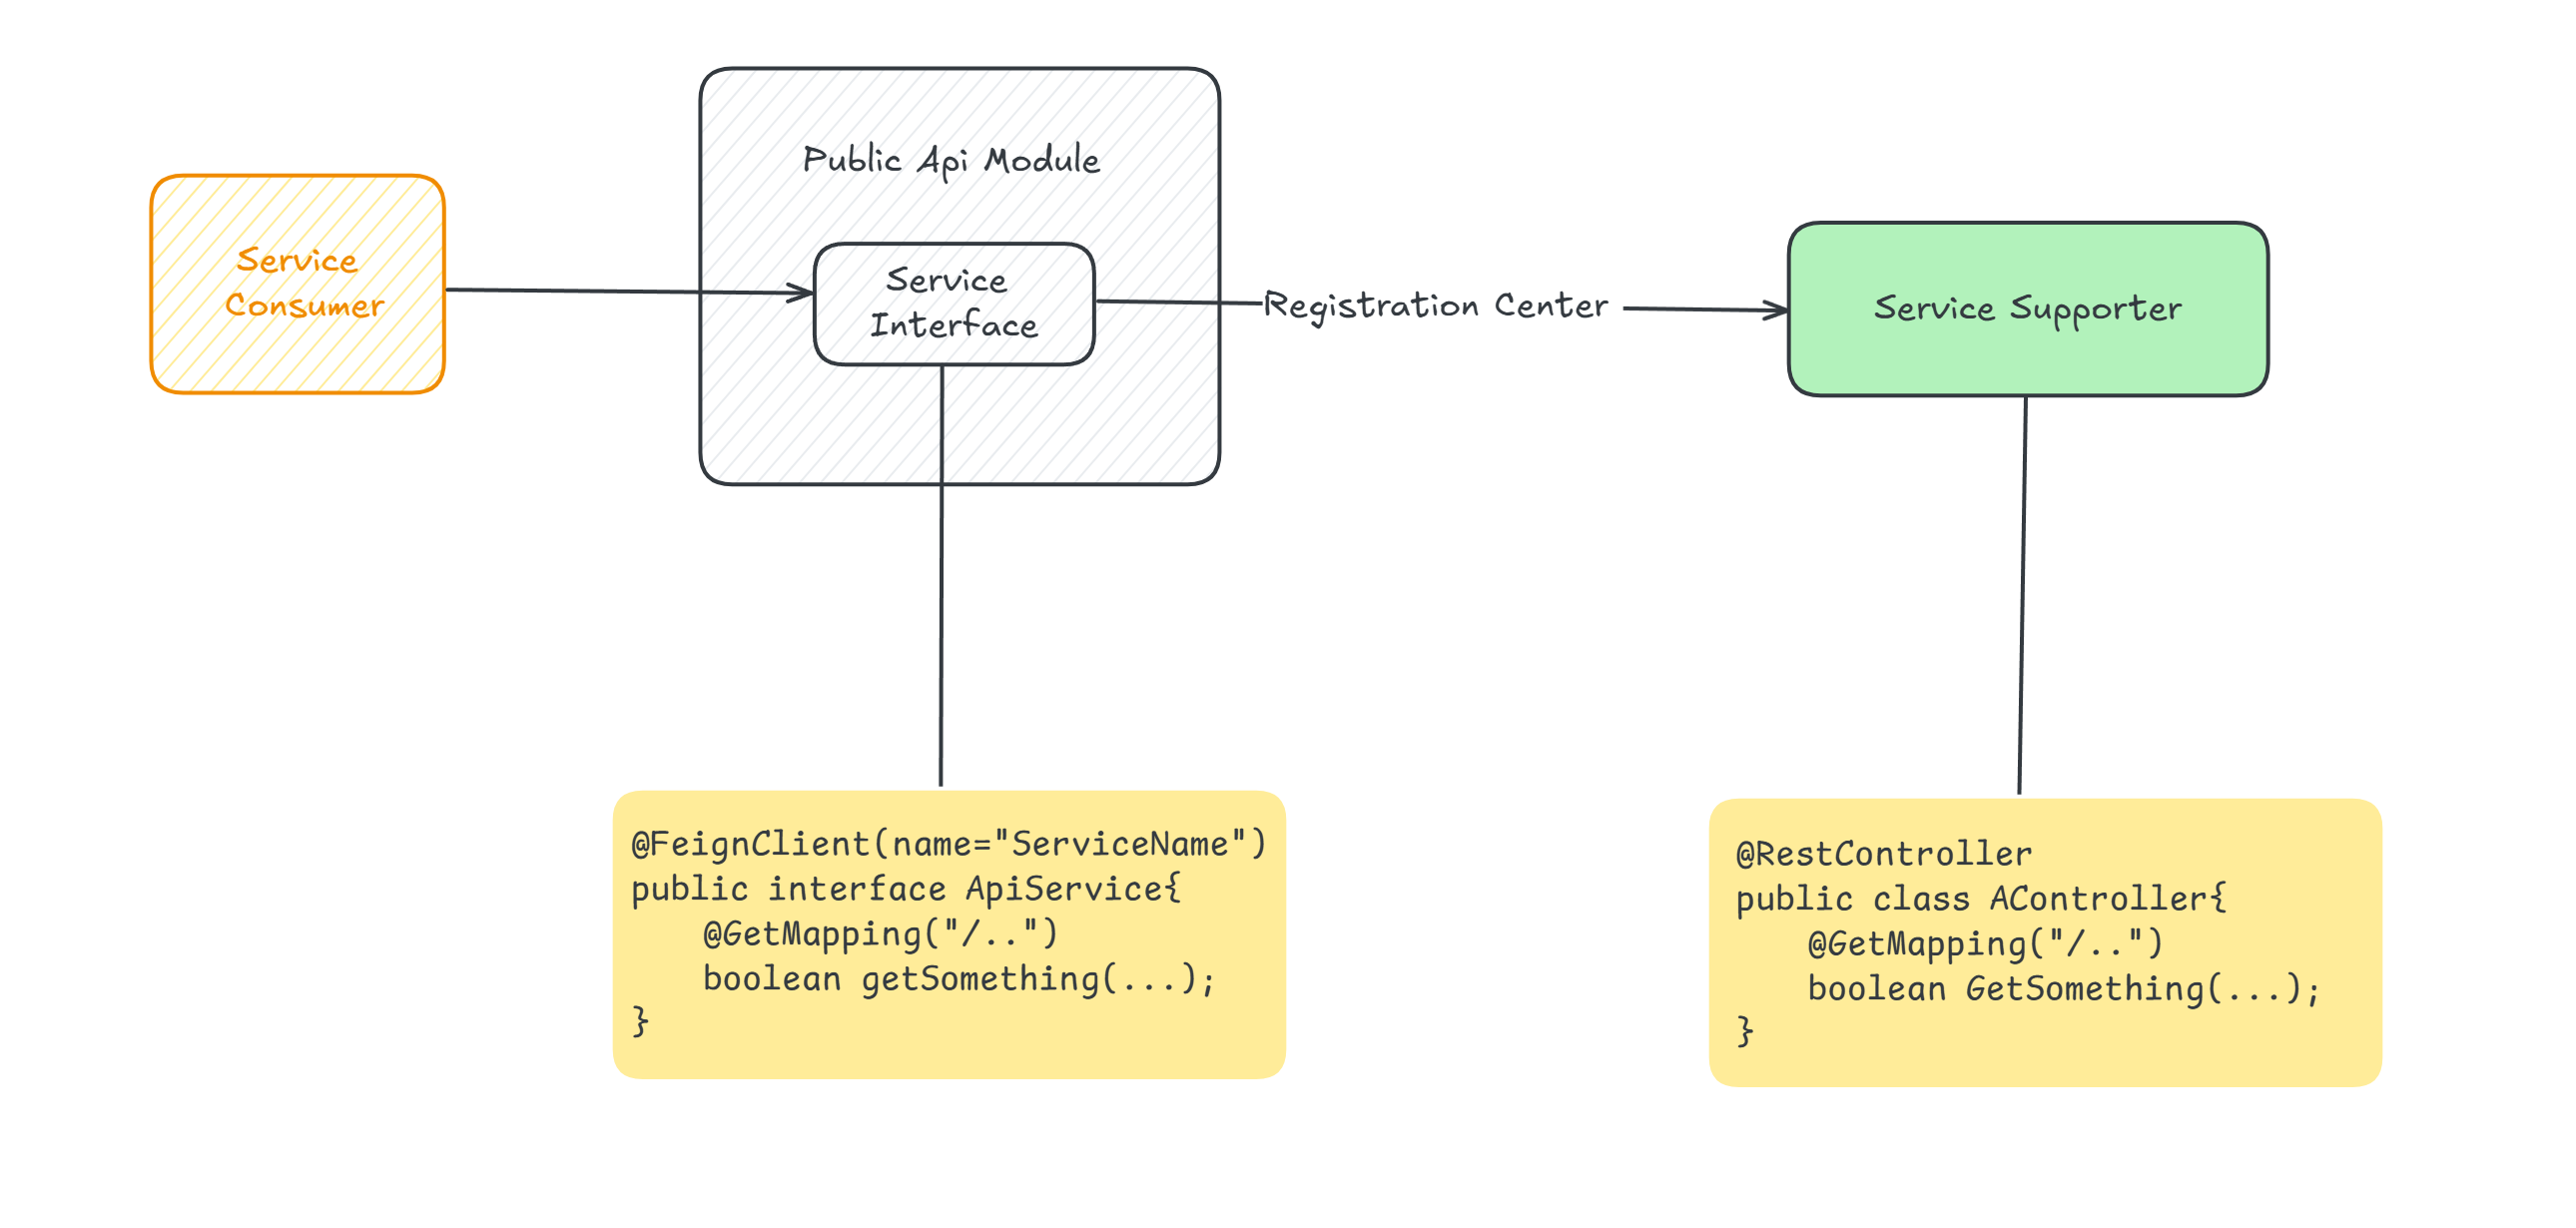 Public Api Module
Service
Consumer
Service
Interface
Registration Center
Service Supporter
@FeignClient(name="ServiceName")
public interface ApiService{
    @GetMapping("/..")
    boolean getSomething(...);
}
@RestController
public class AController{
    @GetMapping("/..")
    boolean GetSomething(...);
}